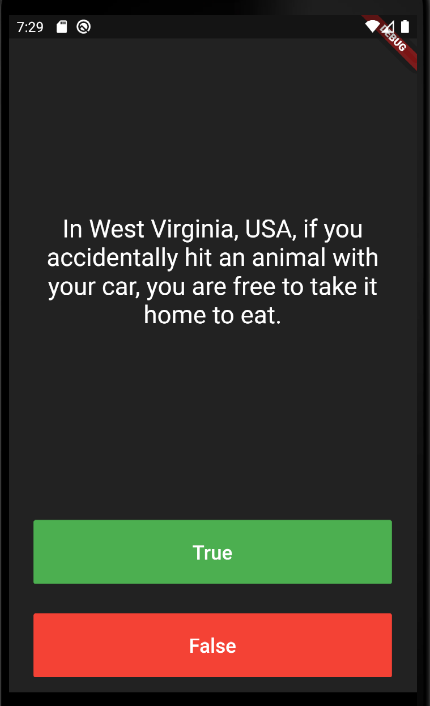 7:29
DEBUG
In West Virginia, USA, if you
accidentally hit an animal with
your car, you are free to take it
home to eat.
True
False